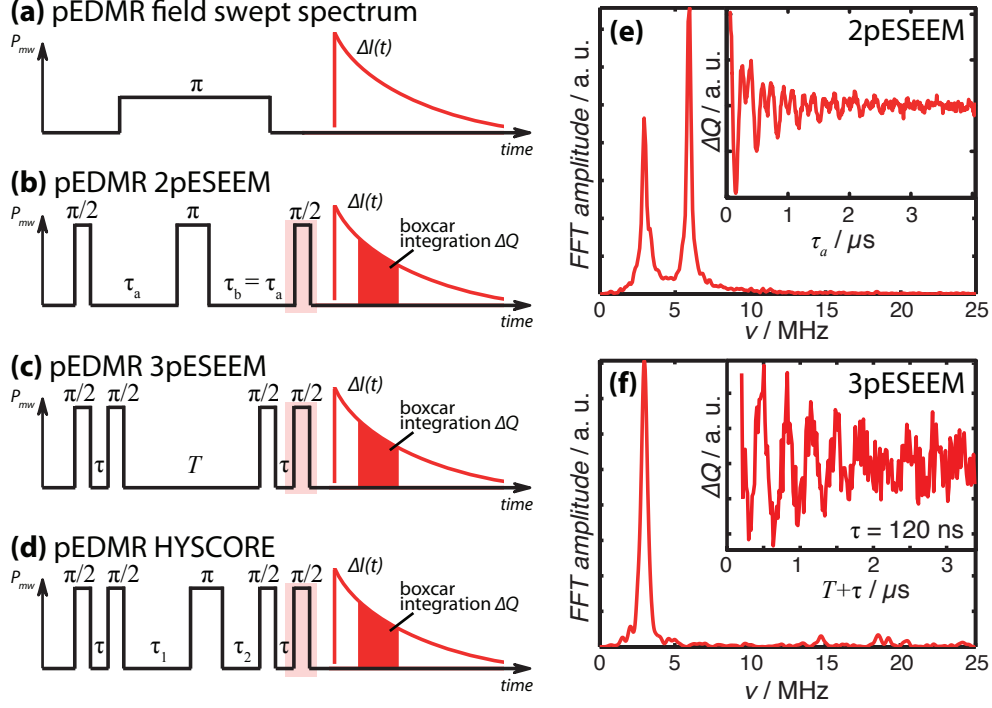 (a) pEDMR field swept spectrum
P_mw
π
ΔI(t)
time
(b) pEDMR 2pESEEM
P_mw
π/2 π π/2
ΔI(t)
boxcar
integration ΔQ
τ_a τ_b = τ_a
time
(c) pEDMR 3pESEEM
P_mw
π/2 π/2 π/2 π/2
ΔI(t)
boxcar
integration ΔQ
τ T τ
time
(d) pEDMR HYSCORE
P_mw
π/2 π/2 π π/2 π/2
ΔI(t)
boxcar
integration ΔQ
τ τ_1 τ_2 τ
time
(e) 2pESEEM
FFT amplitude / a. u.
ΔQ / a. u.
0 1 2 3
τ_a / μs
0 5 10 15 20 25
ν / MHz
(f) 3pESEEM
FFT amplitude / a. u.
ΔQ / a. u.
τ = 120 ns
0 1 2 3
T+τ / μs
0 5 10 15 20 25
ν / MHz